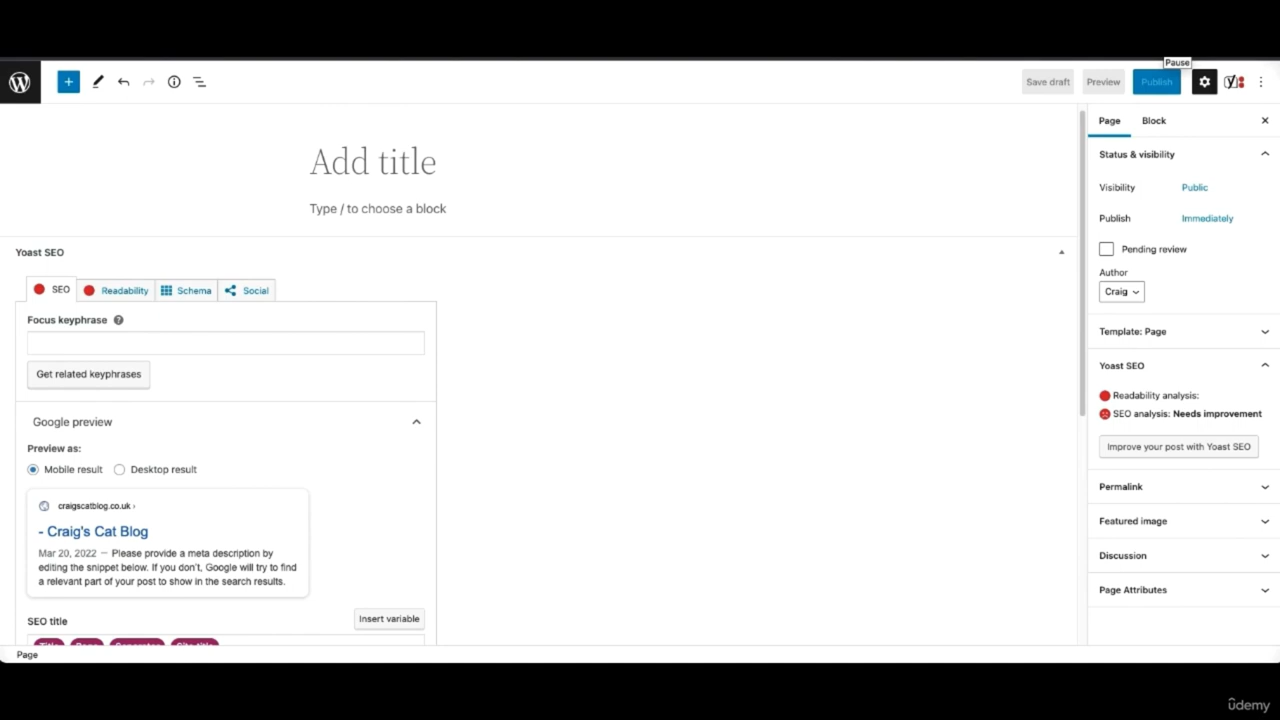 Pause
Save draft Preview Publish
Add title
Type / to choose a block
Yoast SEO
SEO Readability Schema Social
Focus keyphrase
Get related keyphrases
Google preview
Preview as:
Mobile result Desktop result
craigscatblog.co.uk ›
- Craig's Cat Blog
Mar 20, 2022 — Please provide a meta description by
editing the snippet below. If you don't, Google will try to find
a relevant part of your post to show in the search results.
SEO title
Insert variable
Title Page Separator Site title
Page
Page Block
Status & visibility
Visibility Public
Publish Immediately
Pending review
Author
Craig
Template: Page
Yoast SEO
Readability analysis:
SEO analysis: Needs improvement
Improve your post with Yoast SEO
Permalink
Featured image
Discussion
Page Attributes
ûdemy